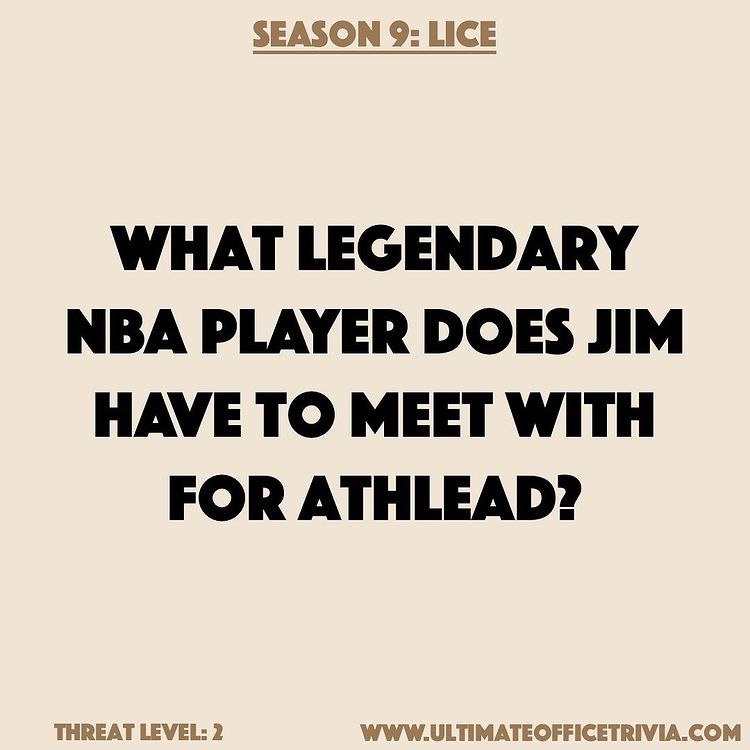 SEASON 9: LICE
WHAT LEGENDARY
NBA PLAYER DOES JIM
HAVE TO MEET WITH
FOR ATHLEAD?
THREAT LEVEL: 2
WWW.ULTIMATEOFFICETRIVIA.COM